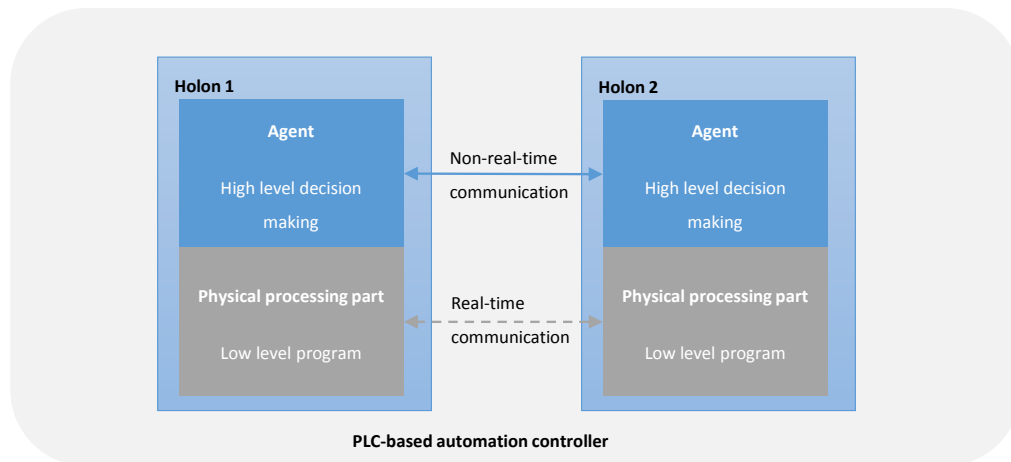 Holon 1
Agent
High level decision
making
Physical processing part
Low level program
Non-real-time
communication
Real-time
communication
Holon 2
Agent
High level decision
making
Physical processing part
Low level program
PLC-based automation controller